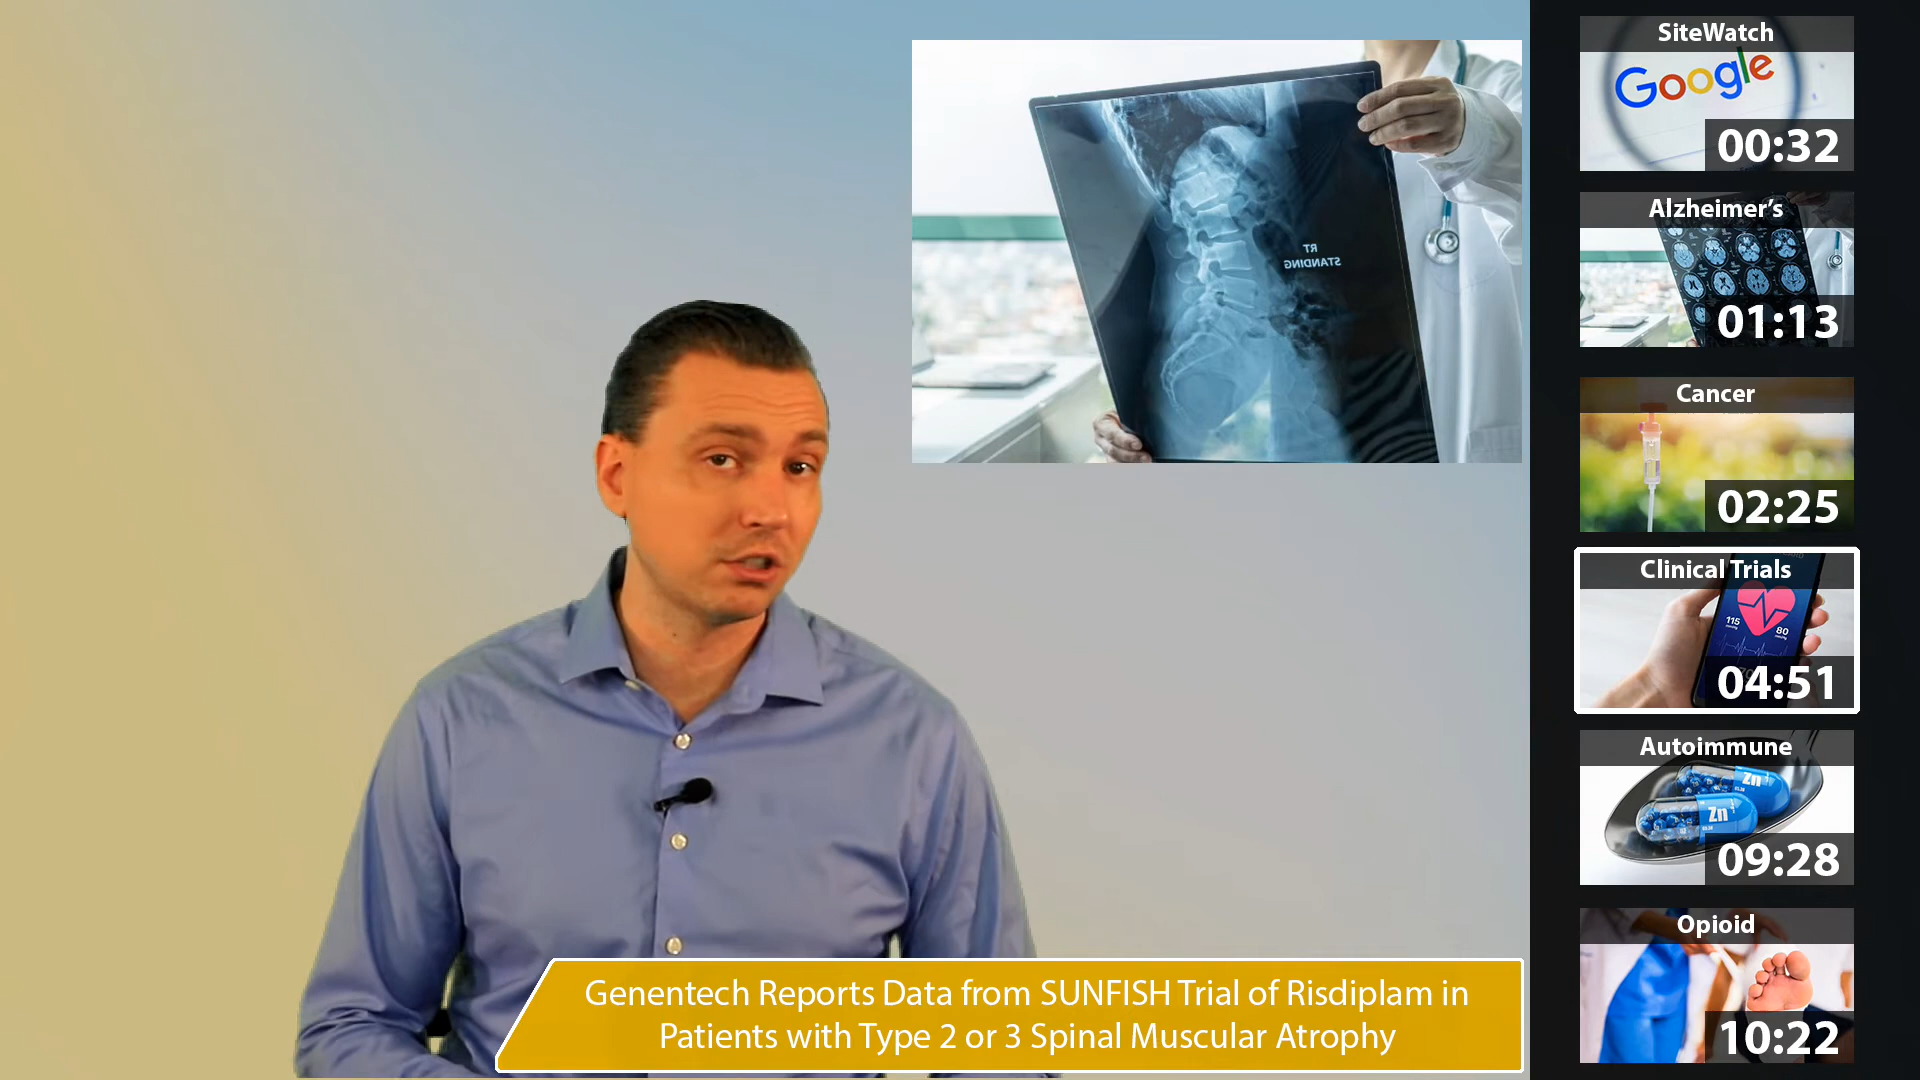 RT
STANDING
Genentech Reports Data from SUNFISH Trial of Risdiplam in
Patients with Type 2 or 3 Spinal Muscular Atrophy
SiteWatch
Google
00:32
Alzheimer's
01:13
Cancer
02:25
Clinical Trials
115
80
04:51
Autoimmune
Zn
Zn
09:28
Opioid
10:22